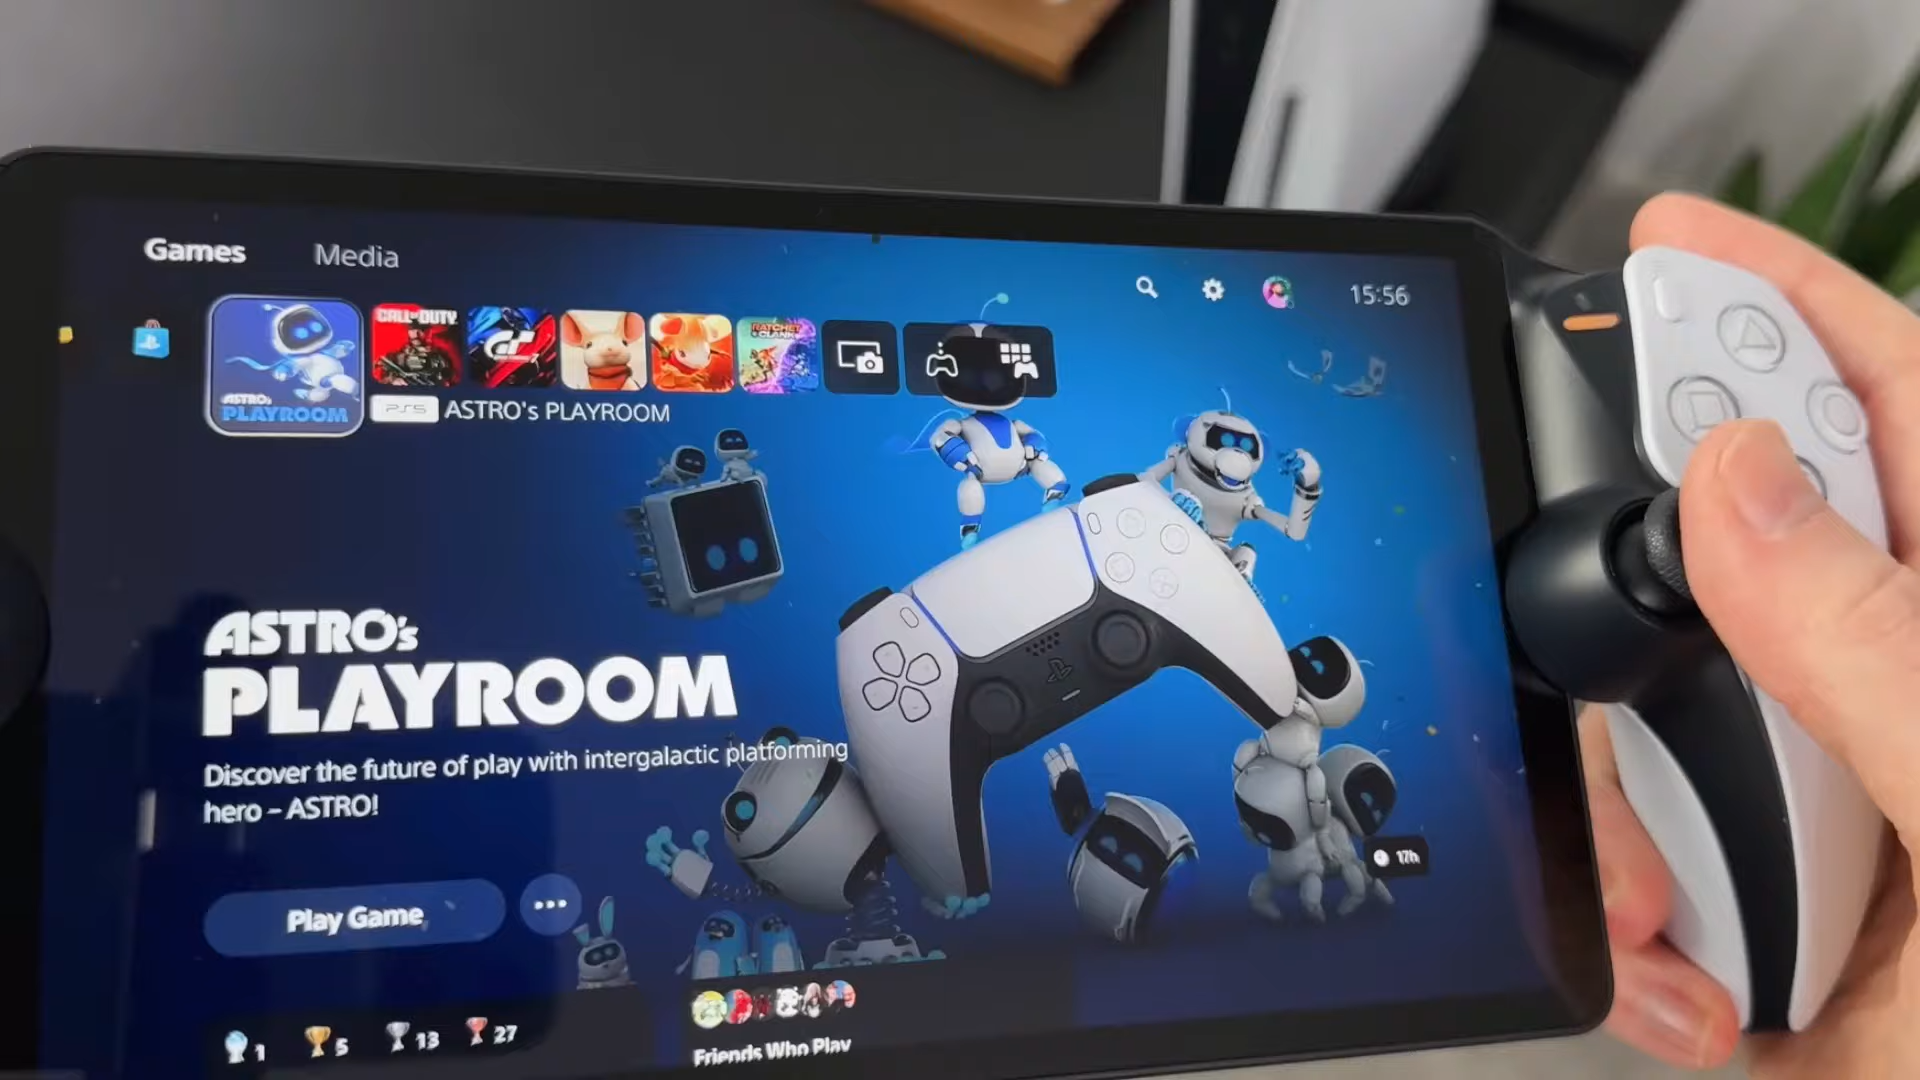 Games
Media
15:56
CALL OF DUTY
GT
RATCHET
CLANK
ASTRO's
PLAYROOM
PS5
ASTRO's PLAYROOM
ASTRO's
PLAYROOM
Discover the future of play with intergalactic platforming
hero – ASTRO!
17h
Play Game
1
5
13
27
Friends Who Play